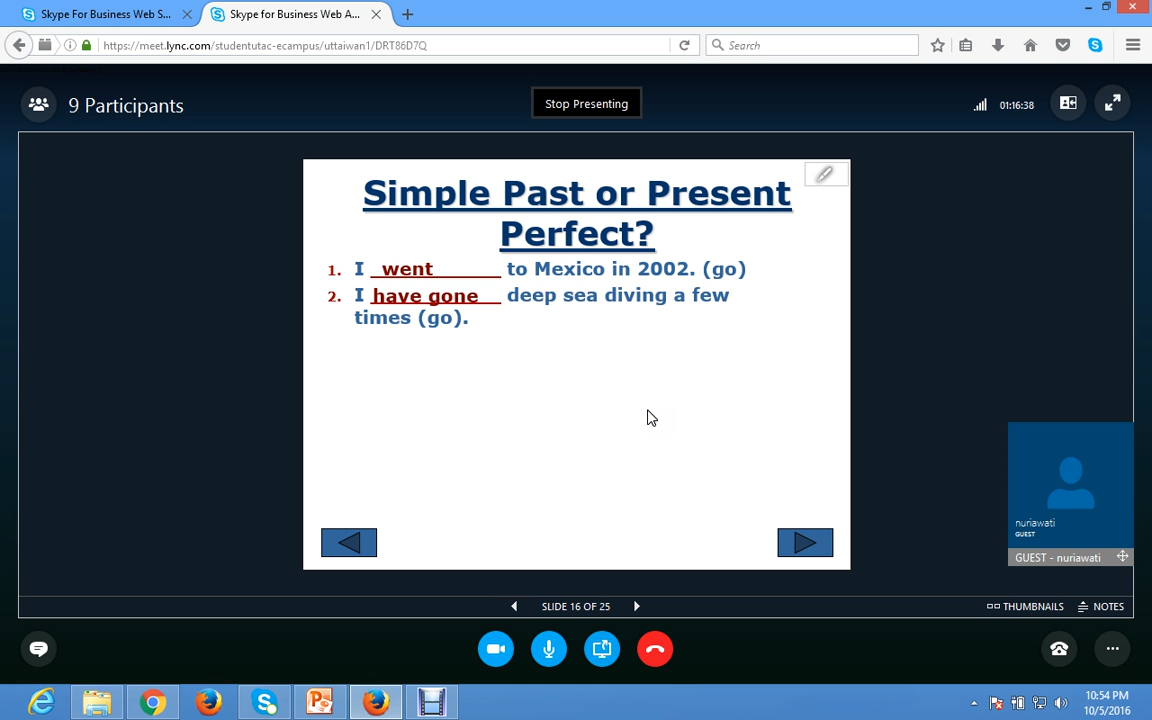 Skype For Business Web S...
Skype for Business Web A...
https://meet.lync.com/studentutac-ecampus/uttaiwan1/DRT86D7Q
Search
9 Participants
Stop Presenting
01:16:38
Simple Past or Present
Perfect?
1. I went to Mexico in 2002. (go)
2. I have gone deep sea diving a few
times (go).
nuriawati
GUEST
GUEST - nuriawati
SLIDE 16 OF 25
THUMBNAILS
NOTES
10:54 PM
10/5/2016